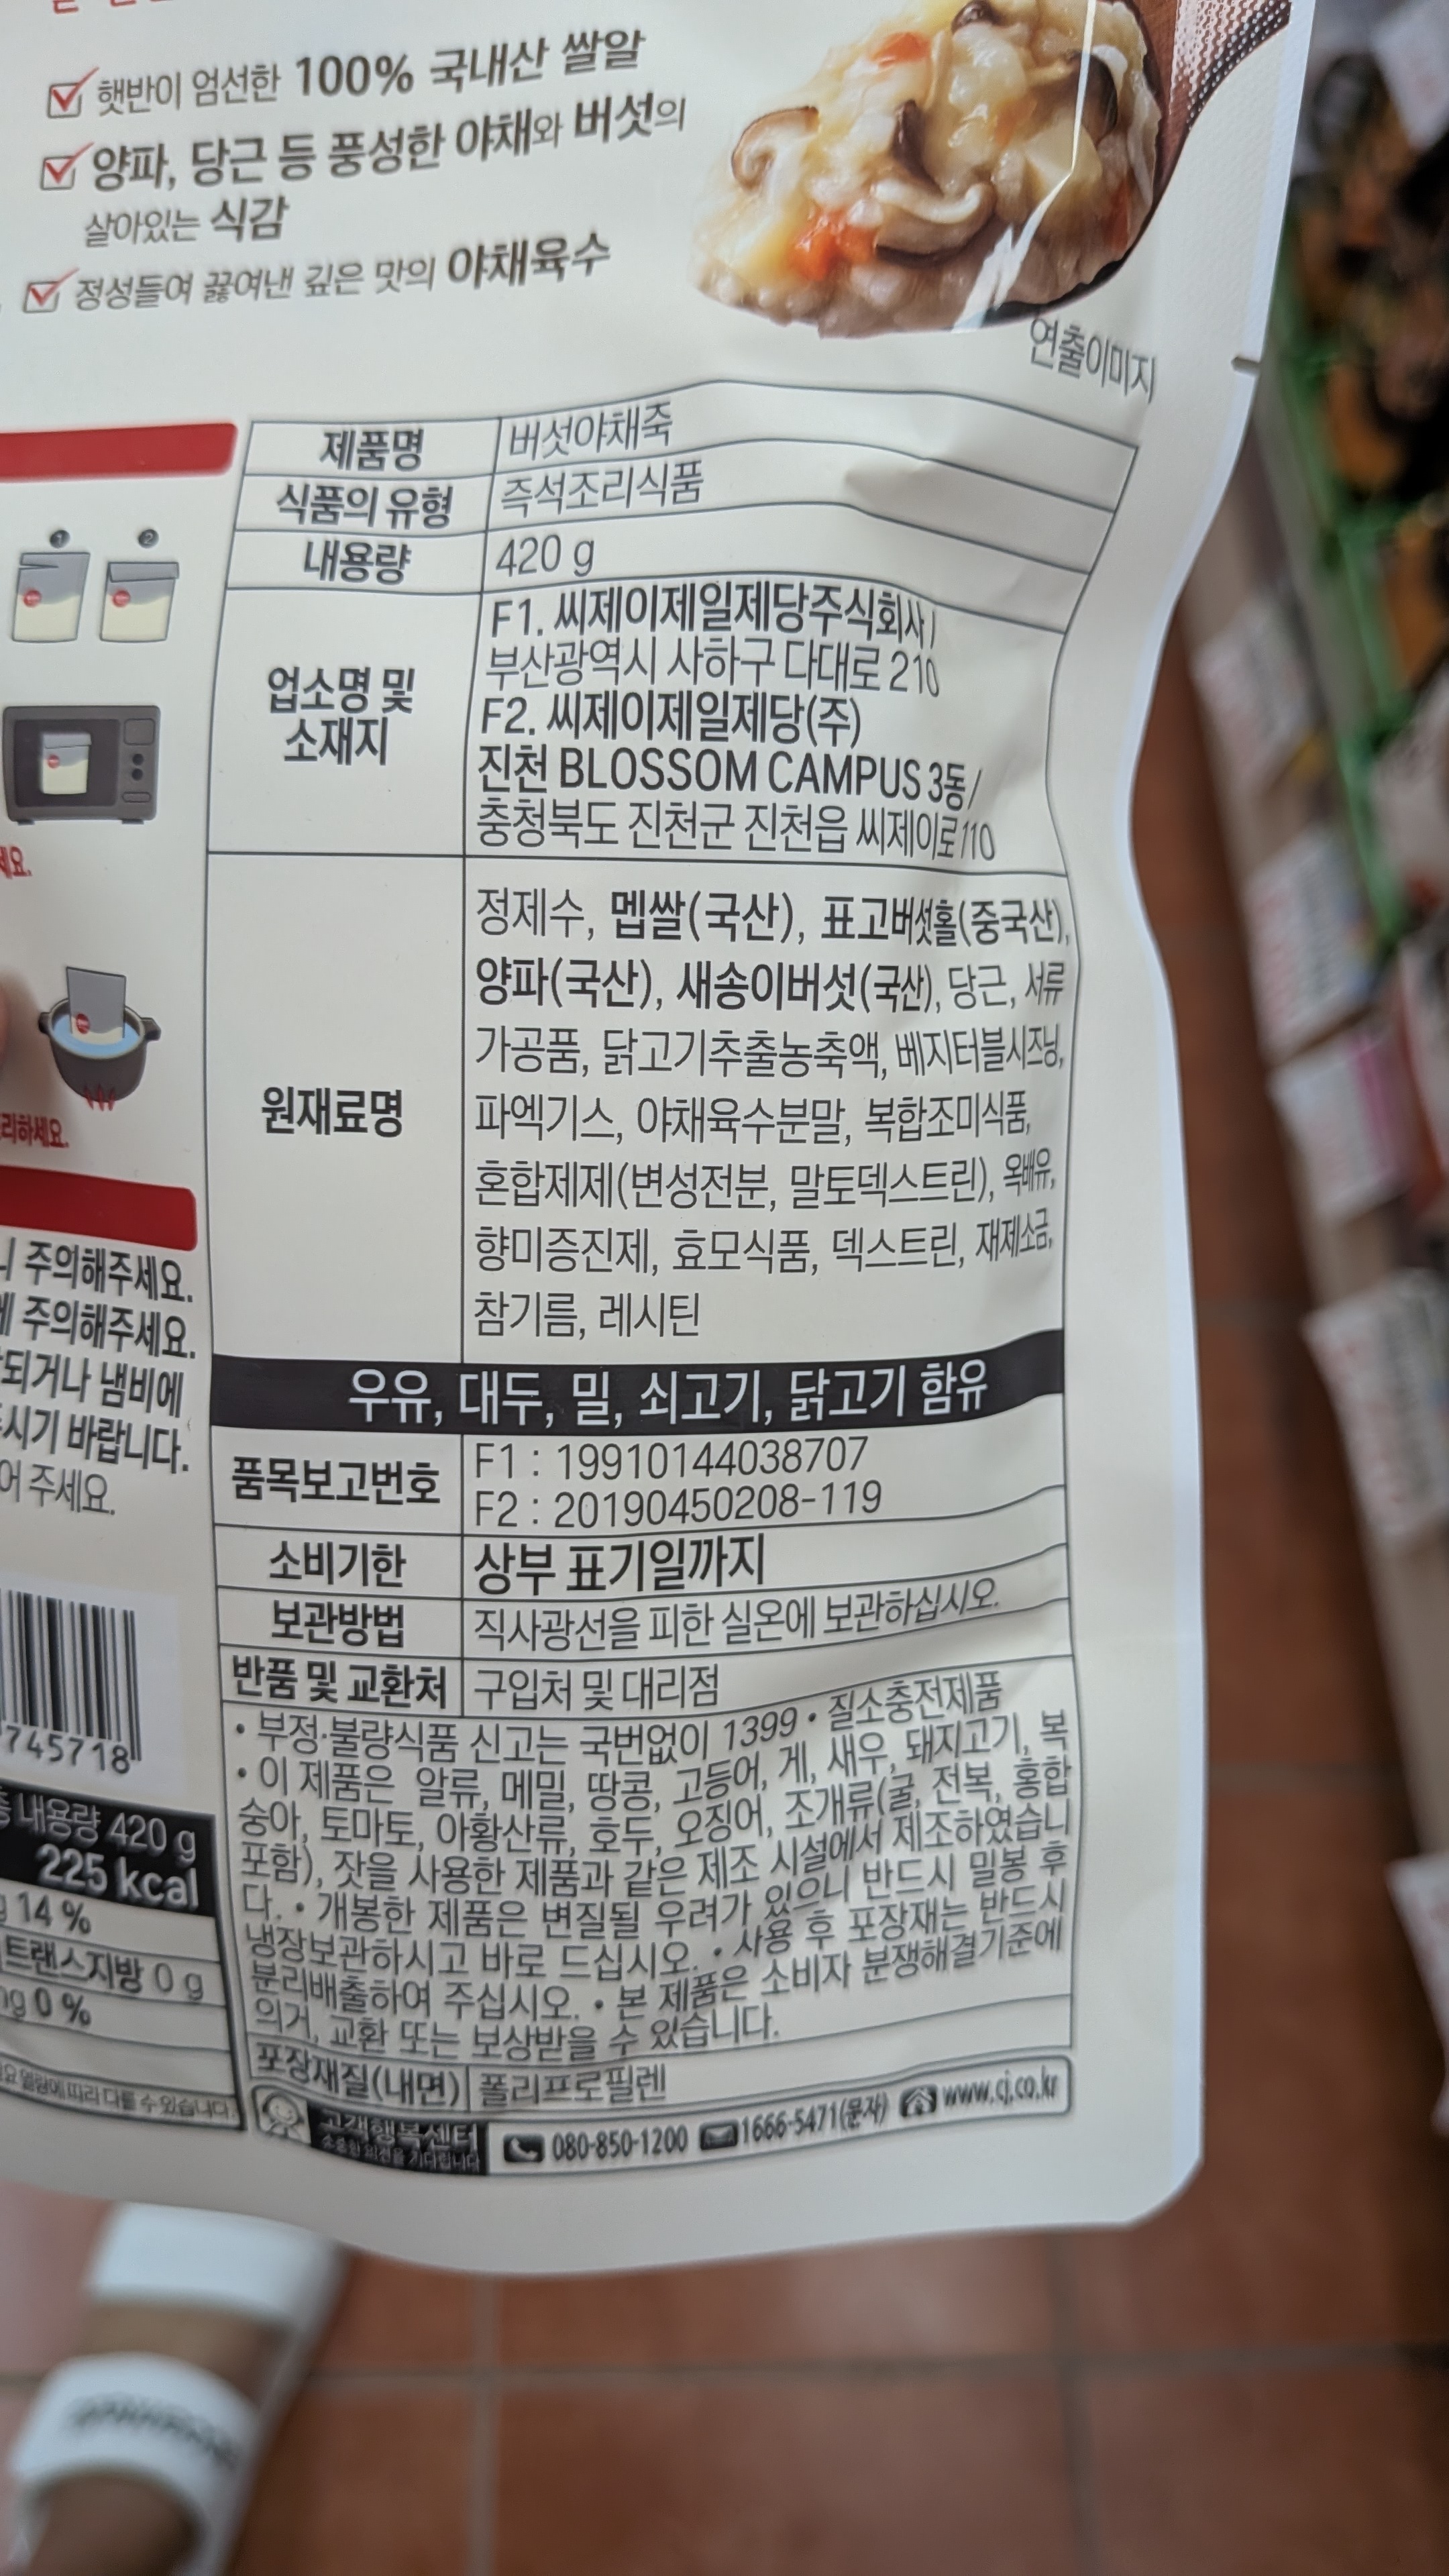 햇반이 엄선한 100% 국내산 쌀알
양파, 당근 등 풍성한 야채와 버섯의
살아있는 식감
정성들여 끓여낸 깊은 맛의 야채육수
연출이미지
제품명 버섯야채죽
식품의 유형 즉석조리식품
내용량 420 g
업소명 및 소재지
F1. 씨제이제일제당주식회사 /
부산광역시 사하구 다대로 210
F2. 씨제이제일제당(주)
진천 BLOSSOM CAMPUS 3동 /
충청북도 진천군 진천읍 씨제이로 110
원재료명
정제수, 멥쌀(국산), 표고버섯홀(중국산),
양파(국산), 새송이버섯(국산), 당근, 서류
가공품, 닭고기추출농축액, 베지터블시즈닝,
파엑기스, 야채육수분말, 복합조미식품,
혼합제제(변성전분, 말토덱스트린), 옥배유,
향미증진제, 효모식품, 덱스트린, 재제소금,
참기름, 레시틴
우유, 대두, 밀, 쇠고기, 닭고기 함유
품목보고번호 F1 : 19910144038707
F2 : 20190450208-119
소비기한 상부 표기일까지
보관방법 직사광선을 피한 실온에 보관하십시오.
반품 및 교환처 구입처 및 대리점
• 부정·불량식품 신고는 국번없이 1399 • 질소충전제품
• 이 제품은 알류, 메밀, 땅콩, 고등어, 게, 새우, 돼지고기, 복
숭아, 토마토, 아황산류, 호두, 오징어, 조개류(굴, 전복, 홍합
포함), 잣을 사용한 제품과 같은 제조 시설에서 제조하였습니
다. • 개봉한 제품은 변질될 우려가 있으니 반드시 밀봉 후
냉장보관하시고 바로 드십시오. • 사용 후 포장재는 반드시
분리배출하여 주십시오. • 본 제품은 소비자 분쟁해결기준에
의거, 교환 또는 보상받을 수 있습니다.
포장재질(내면) 폴리프로필렌
고객행복센터
소중한 의견을 기다립니다
080-850-1200 1666-5471(문자) www.cj.co.kr
1 2
세요.
리하세요.
주의해주세요.
주의해주세요.
되거나 냄비에
시기 바랍니다.
주세요.
745718
총 내용량 420 g
225 kcal
14 %
트랜스지방 0 g
0 %
열량에 따라 다를 수 있습니다.